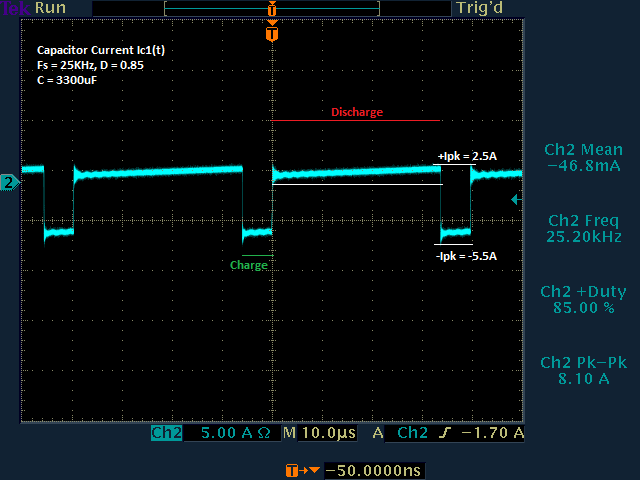 Tek Run Trig'd
T
T
Capacitor Current Ic1(t)
Fs = 25KHz, D = 0.85
C = 3300uF
Discharge
+Ipk = 2.5A
2
-Ipk = -5.5A
Charge
Ch2 Mean
−46.8mA
Ch2 Freq
25.20kHz
Ch2 +Duty
85.00 %
Ch2 Pk−Pk
8.10 A
Ch2 5.00 A Ω M 10.0µs A Ch2 −1.70 A
T −50.0000ns